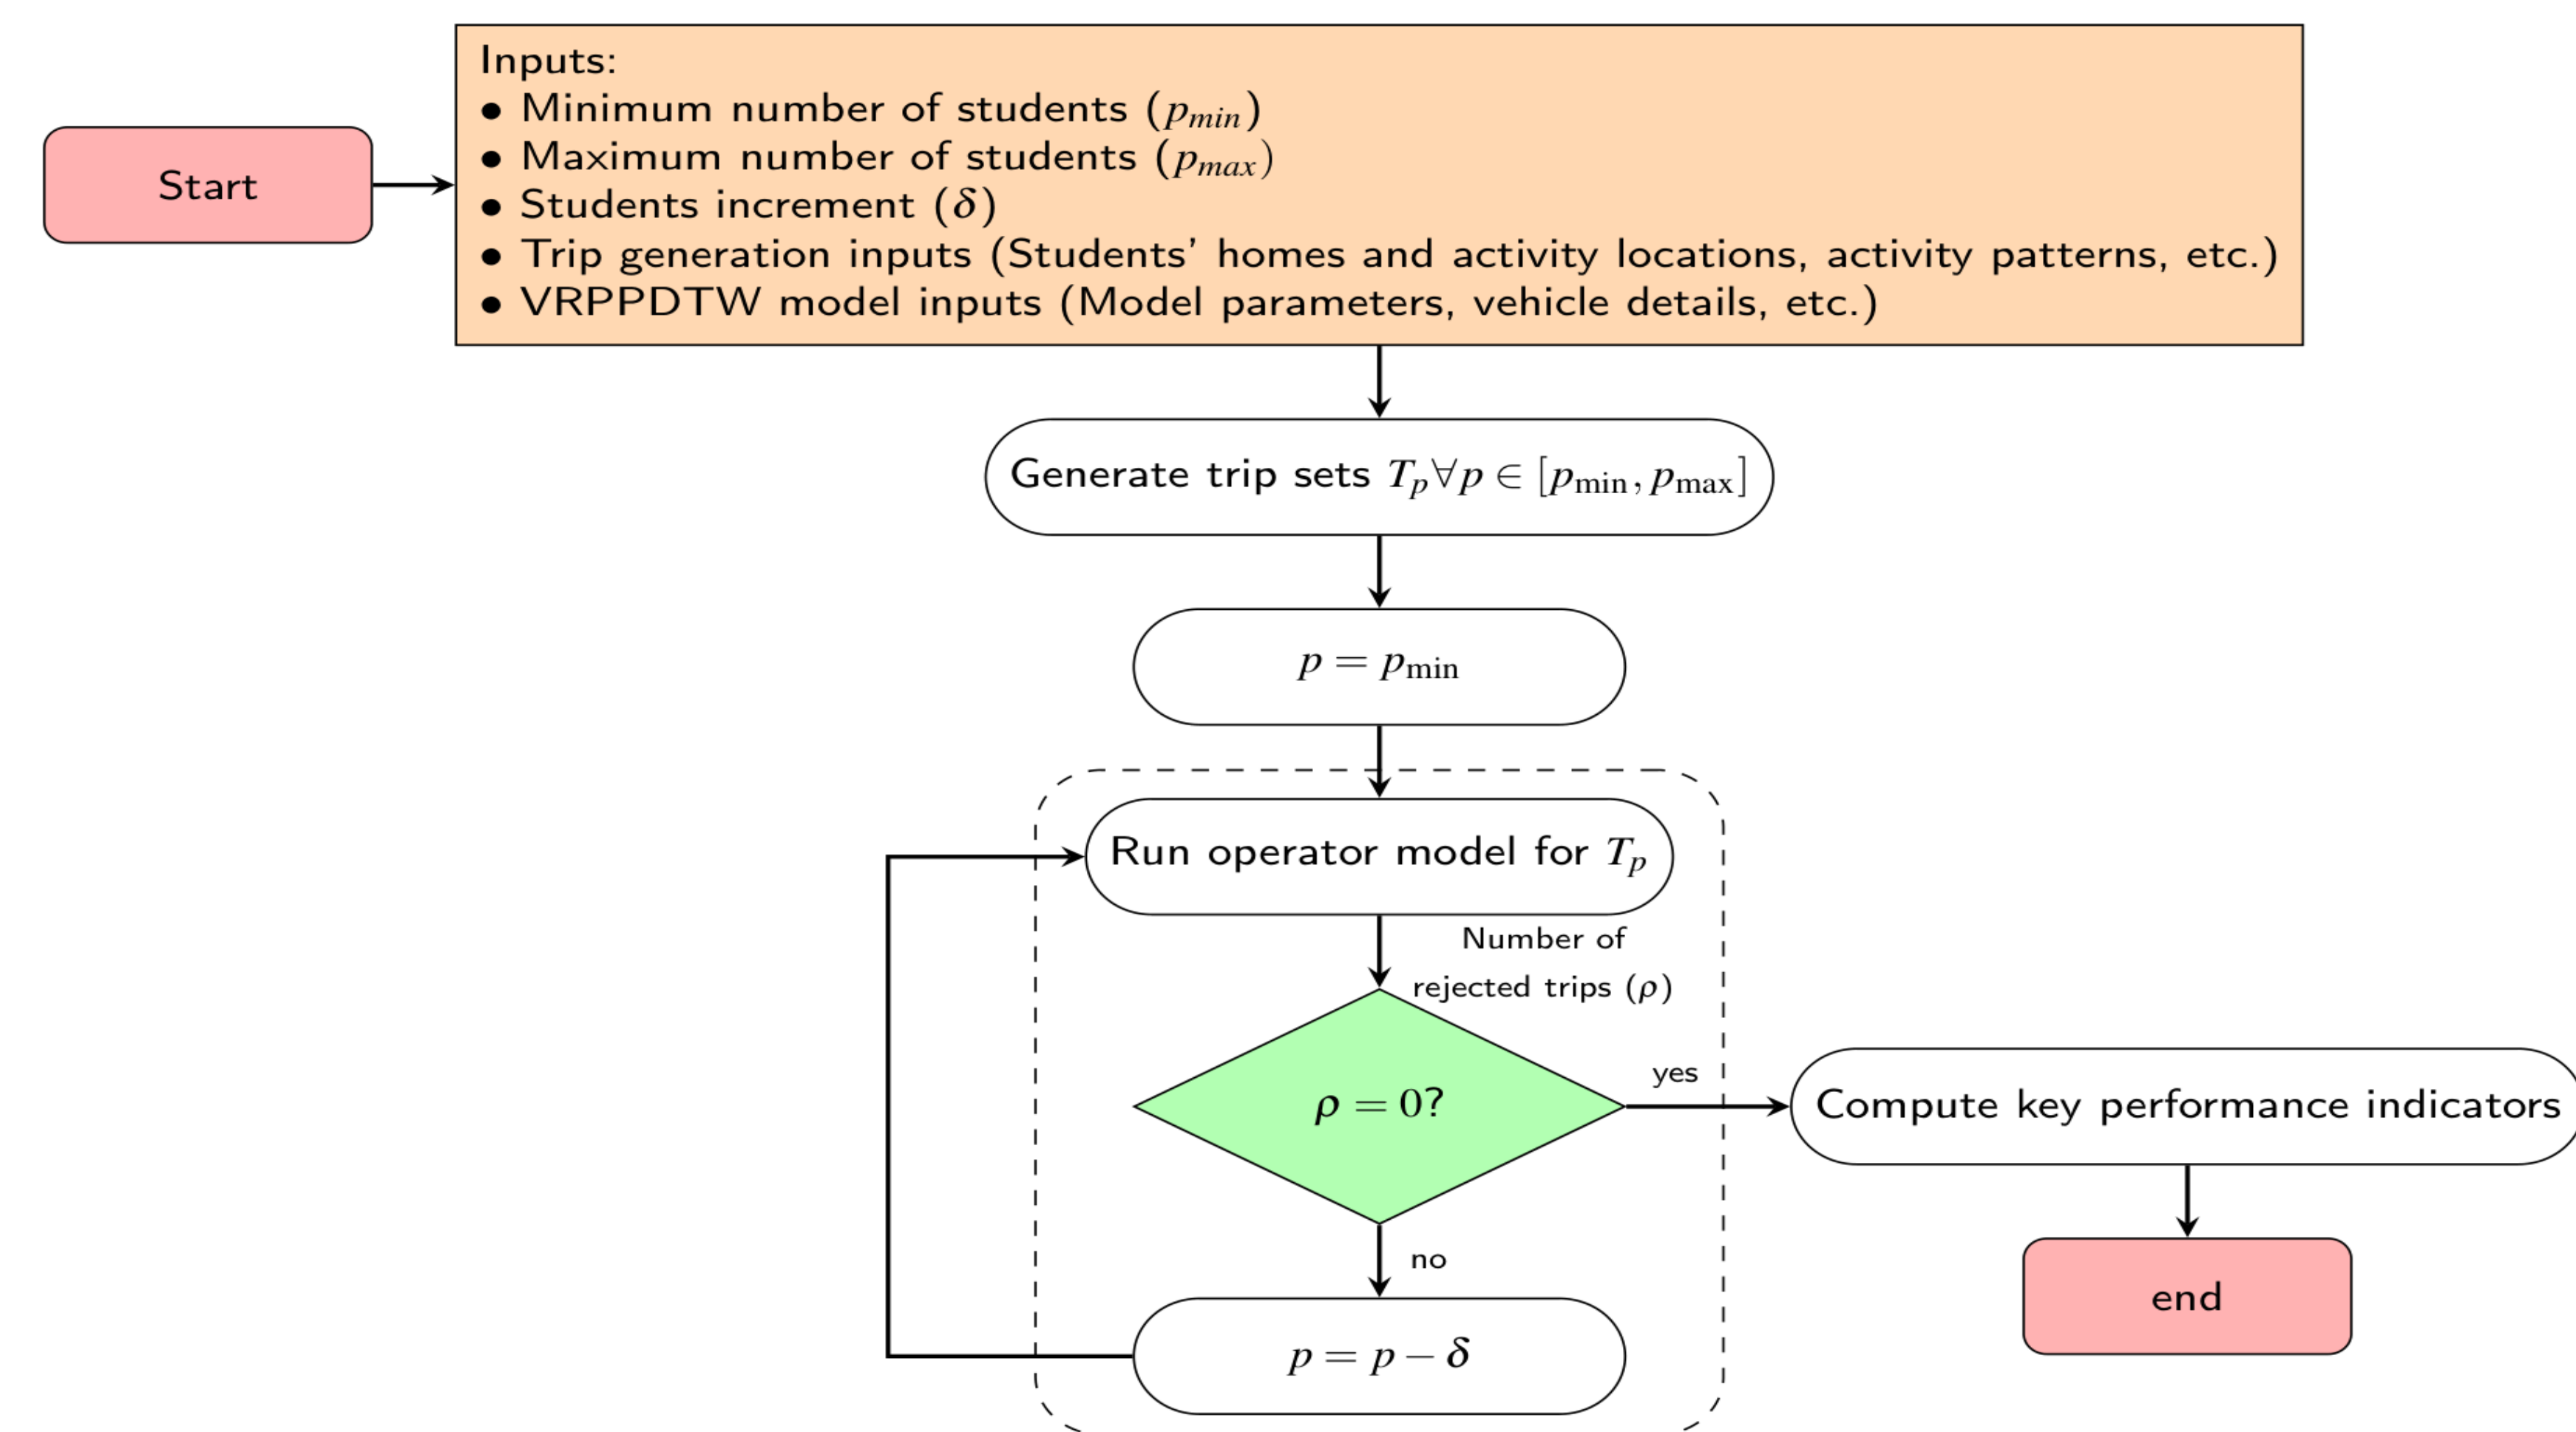 Start
Inputs:
• Minimum number of students (p_min)
• Maximum number of students (p_max)
• Students increment (δ)
• Trip generation inputs (Students’ homes and activity locations, activity patterns, etc.)
• VRPPDTW model inputs (Model parameters, vehicle details, etc.)
Generate trip sets T_p∀p ∈ [p_min, p_max]
p = p_min
Run operator model for T_p
Number of
rejected trips (ρ)
ρ = 0?
yes
Compute key performance indicators
no
end
p = p − δ